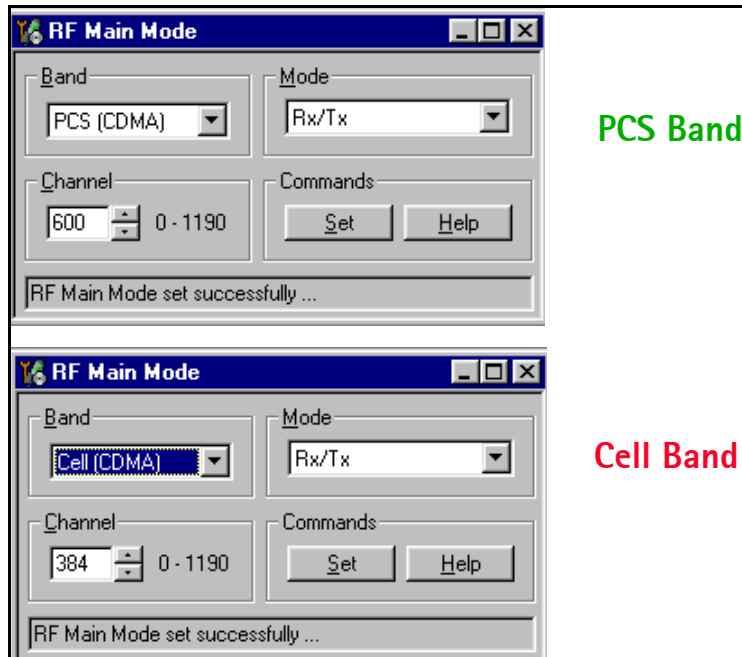 RF Main Mode
Band
Mode
PCS (CDMA)
Rx/Tx
PCS Band
Channel
Commands
600
0 - 1190
Set
Help
RF Main Mode set successfully ...
RF Main Mode
Band
Mode
Cell (CDMA)
Rx/Tx
Cell Band
Channel
Commands
384
0 - 1190
Set
Help
RF Main Mode set successfully ...